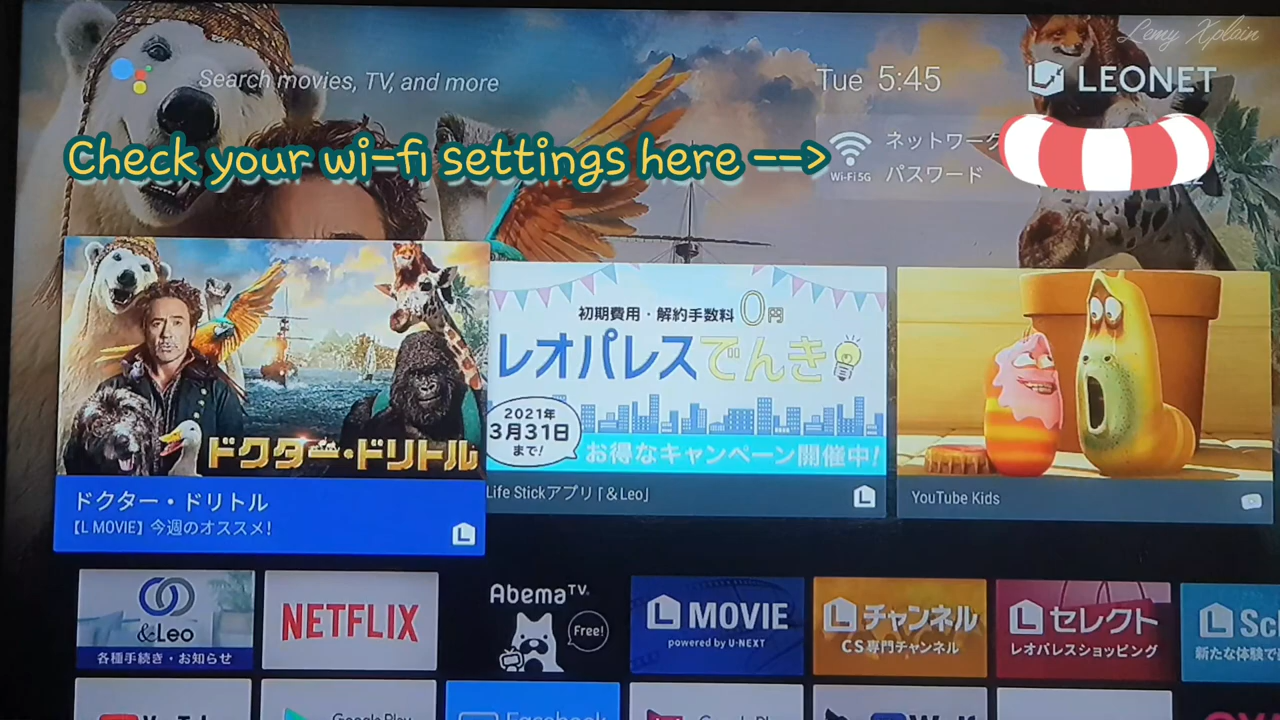 Lemy Xplain
Search movies, TV, and more
Tue 5:45
LEONET
Check your wi-fi settings here -->
Wi-Fi 5G
ネットワーク
パスワード
初期費用・解約手数料0円
レオパレスでんき
2021年
3月31日
まで!
お得なキャンペーン開催中!
ドクター・ドリトル
ドクター・ドリトル
【L MOVIE】今週のオススメ!
Life Stickアプリ「&Leo」
YouTube Kids
&Leo
各種手続き・お知らせ
NETFLIX
AbemaTV
Free!
MOVIE
powered by U-NEXT
チャンネル
CS専門チャンネル
セレクト
レオパレスショッピング
新たな体験で
YouTube
Google Play
Facebook